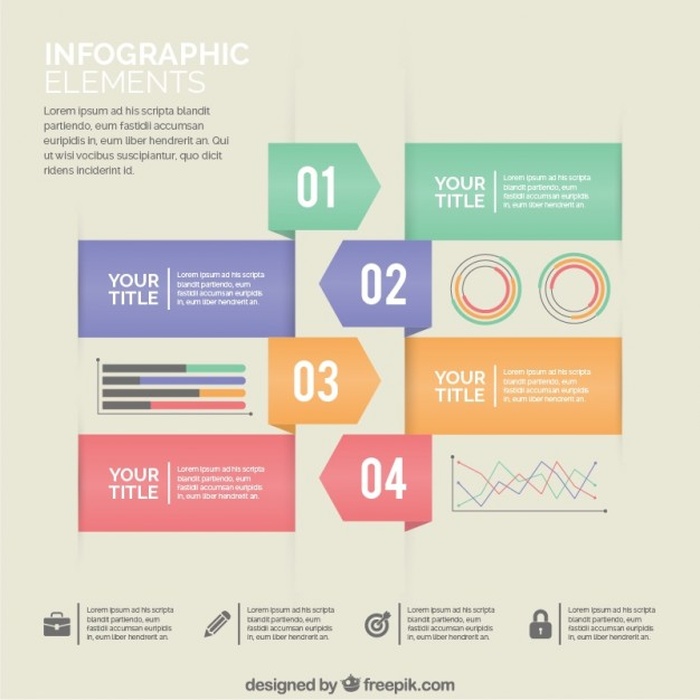 INFOGRAPHIC
ELEMENTS
Lorem ipsum ad his scripta blandit
partiendo, eum fastidii accumsan
euripidis in, eum liber hendrerit an. Qui
ut wisi vocibus suscipiantur, quo dicit
ridens inciderint id.
01
YOUR
TITLE
Lorem ipsum ad his scripta
blandit partiendo, eum
fastidii accumsan euripidis
in, eum liber hendrerit an.
YOUR
TITLE
Lorem ipsum ad his scripta
blandit partiendo, eum
fastidii accumsan euripidis
in, eum liber hendrerit an.
02
03
YOUR
TITLE
Lorem ipsum ad his scripta
blandit partiendo, eum
fastidii accumsan euripidis
in, eum liber hendrerit an.
YOUR
TITLE
Lorem ipsum ad his scripta
blandit partiendo, eum
fastidii accumsan euripidis
in, eum liber hendrerit an.
04
Lorem ipsum ad his scripta
blandit partiendo, eum
fastidii accumsan euripidis
in, eum liber hendrerit an.
Lorem ipsum ad his scripta
blandit partiendo, eum
fastidii accumsan euripidis
in, eum liber hendrerit an.
Lorem ipsum ad his scripta
blandit partiendo, eum
fastidii accumsan euripidis
in, eum liber hendrerit an.
Lorem ipsum ad his scripta
blandit partiendo, eum
fastidii accumsan euripidis
in, eum liber hendrerit an.
designed by freepik.com